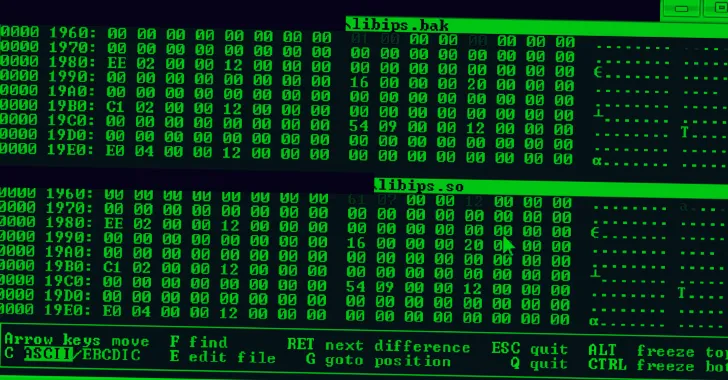 \libips.bak
0000 1960: 00 00 00 00 00 00 00 00 00 00 00 00 00
0000 1970: 00 00 00 00 00 00 00 00 00 00 00 00 00 00 00 00
0000 1980: EE 02 00 00 12 00 00 00 00 00 00 00 00 00 00 00 ϵ
0000 1990: 00 00 00 00 00 00 00 00 16 00 00 00 20 00 00 00
0000 19A0: 00 00 00 00 00 00 00 00 00 00 00 00 00 00 00 00
0000 19B0: C1 02 00 00 12 00 00 00 00 00 00 00 00 00 00 00 ┴
0000 19C0: 00 00 00 00 00 00 00 00 54 09 00 00 12 00 00 00 T
0000 19D0: 00 00 00 00 00 00 00 00 00 00 00 00 00 00 00 00
0000 19E0: E0 04 00 00 12 00 00 00 00 00 00 00 00 00 00 00 α
\libips.so
0000 1960: 00 00 00 00 00 00 00 00 61 07 00 00 12 00 00 00
0000 1970: 00 00 00 00 00 00 00 00 00 00 00 00 00 00 00 00
0000 1980: EE 02 00 00 12 00 00 00 00 00 00 00 00 00 00 00 ϵ
0000 1990: 00 00 00 00 00 00 00 00 16 00 00 00 20 00 00
0000 19A0: 00 00 00 00 00 00 00 00 00 00 00 00 00 00 00 00
0000 19B0: C1 02 00 00 12 00 00 00 00 00 00 00 00 00 00 00 ┴
0000 19C0: 00 00 00 00 00 00 00 00 54 09 00 00 12 00 00 00 T
0000 19D0: 00 00 00 00 00 00 00 00 00 00 00 00 00 00 00 00
0000 19E0: E0 04 00 00 12 00 00 00 00 00 00 00 00 00 00 00 α
Arrow keys move F find RET next difference ESC quit ALT freeze to
C ASCII/EBCDIC E edit file G goto position Q quit CTRL freeze bo